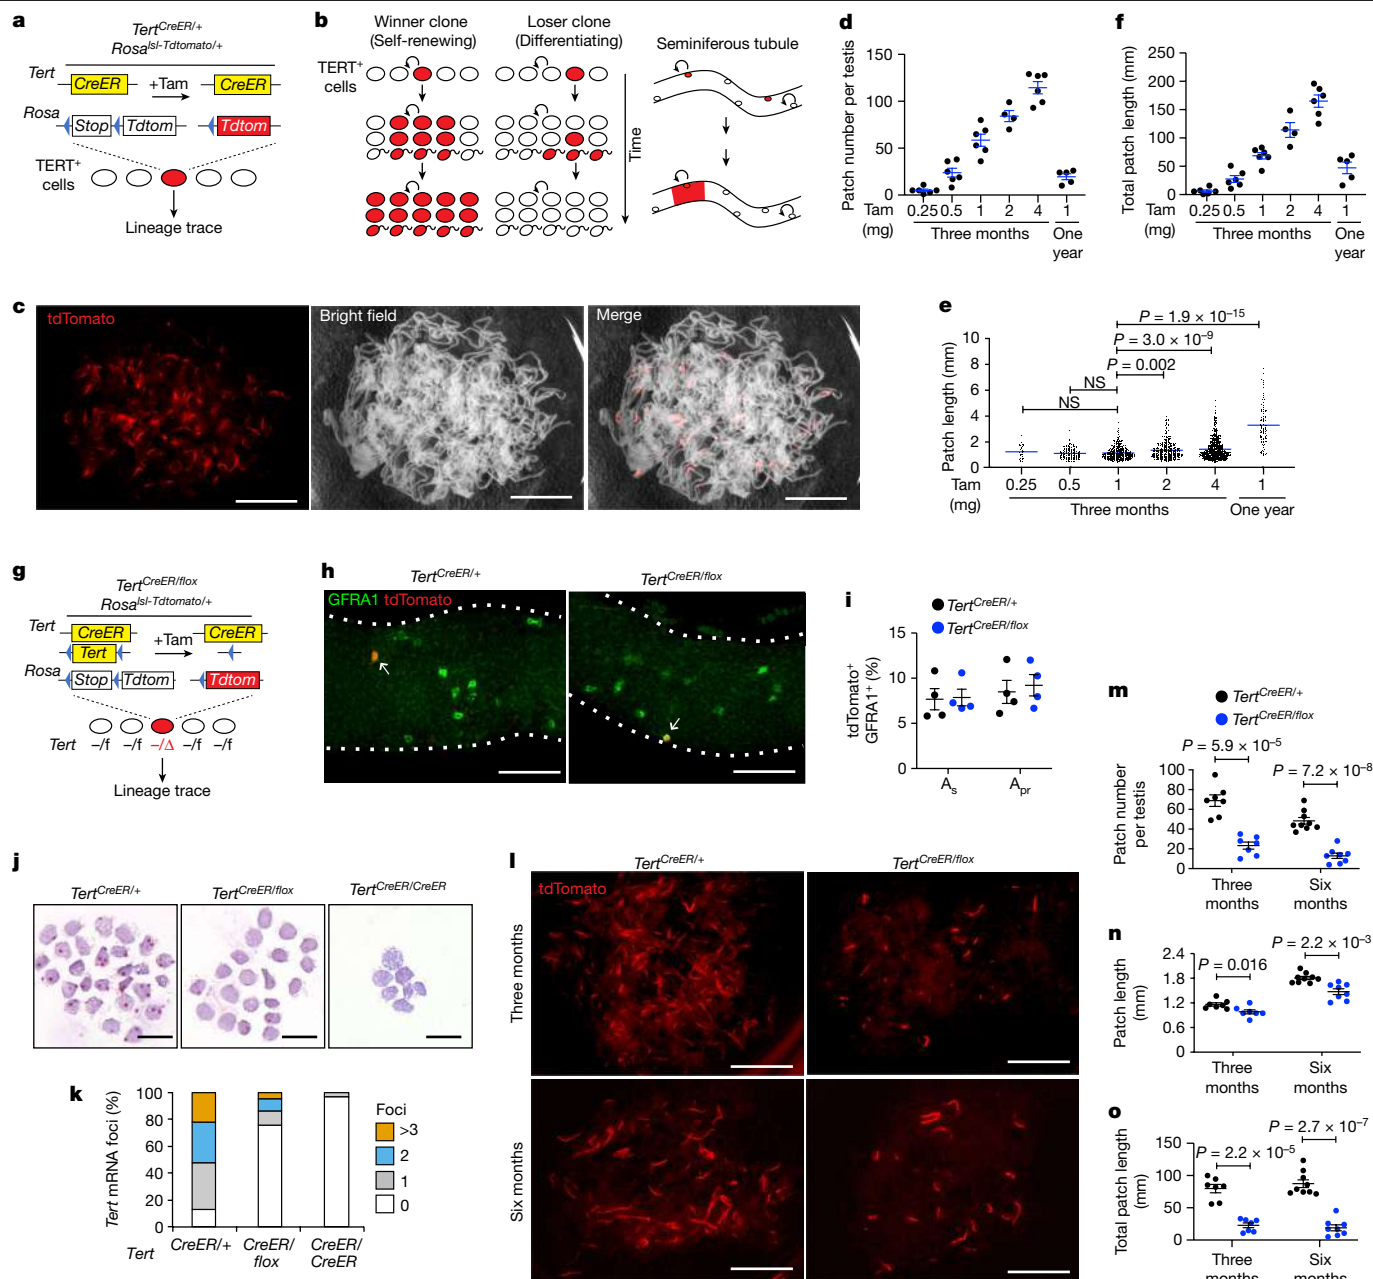 a
Tert^CreER/+
Rosa^lsl-Tdtomato/+
Tert
CreER
+Tam
CreER
Rosa
Stop
Tdtom
Tdtom
TERT+
cells
Lineage trace
b
Winner clone
(Self-renewing)
Loser clone
(Differentiating)
Seminiferous tubule
TERT+
cells
Time
d
Patch number per testis
150
100
50
0
Tam
(mg)
0.25 0.5 1 2 4 1
Three months
One
year
f
Total patch length (mm)
250
200
150
100
50
0
Tam
(mg)
0.25 0.5 1 2 4 1
Three months
One
year
c
tdTomato
Bright field
Merge
e
Patch length (mm)
10
8
6
4
2
0
P = 1.9 × 10–15
P = 3.0 × 10–9
P = 0.002
NS
NS
Tam
(mg)
0.25 0.5 1 2 4 1
Three months
One year
g
Tert^CreER/flox
Rosa^lsl-Tdtomato/+
Tert
CreER
Tert
+Tam
CreER
Rosa
Stop
Tdtom
Tdtom
Tert –/f –/f –/Δ –/f –/f
Lineage trace
h
Tert^CreER/+
Tert^CreER/flox
GFRA1 tdTomato
i
Tert^CreER/+
Tert^CreER/flox
tdTomato+
GFRA1+ (%)
15
10
5
0
As
Apr
j
Tert^CreER/+
Tert^CreER/flox
Tert^CreER/CreER
k
Tert mRNA foci (%)
100
80
60
40
20
0
Foci
>3
2
1
0
Tert
CreER/+
CreER/
flox
CreER/
CreER
l
Tert^CreER/+
Tert^CreER/flox
tdTomato
Three months
Six months
m
Tert^CreER/+
Tert^CreER/flox
P = 5.9 × 10–5
P = 7.2 × 10–8
Patch number
per testis
100
80
60
40
20
0
Three
months
Six
months
n
P = 0.016
P = 2.2 × 10–3
Patch length
(mm)
2.4
1.8
1.2
0.6
0
Three
months
Six
months
o
P = 2.2 × 10–5
P = 2.7 × 10–7
Total patch length
(mm)
150
100
50
0
Three
months
Six
months